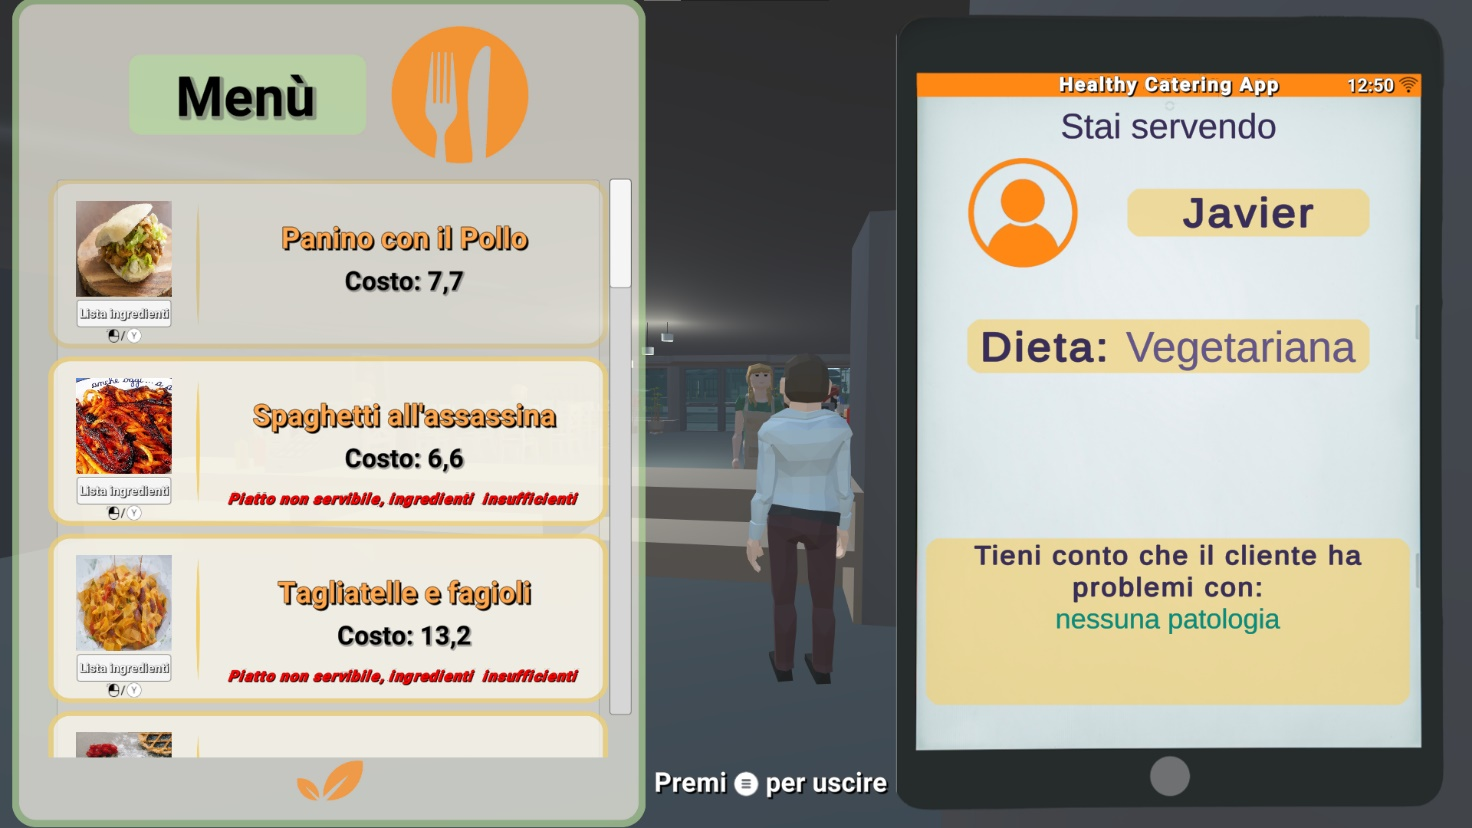 Menù
Panino con il Pollo
Costo: 7,7
Lista ingredienti
/ Y
anche oggi... a
Spaghetti all'assassina
Costo: 6,6
Lista ingredienti
Piatto non servibile, ingredienti insufficienti
/ Y
Tagliatelle e fagioli
Costo: 13,2
Lista ingredienti
Piatto non servibile, ingredienti insufficienti
/ Y
Premi per uscire
Healthy Catering App 12:50
Stai servendo
Javier
Dieta: Vegetariana
Tieni conto che il cliente ha
problemi con:
nessuna patologia